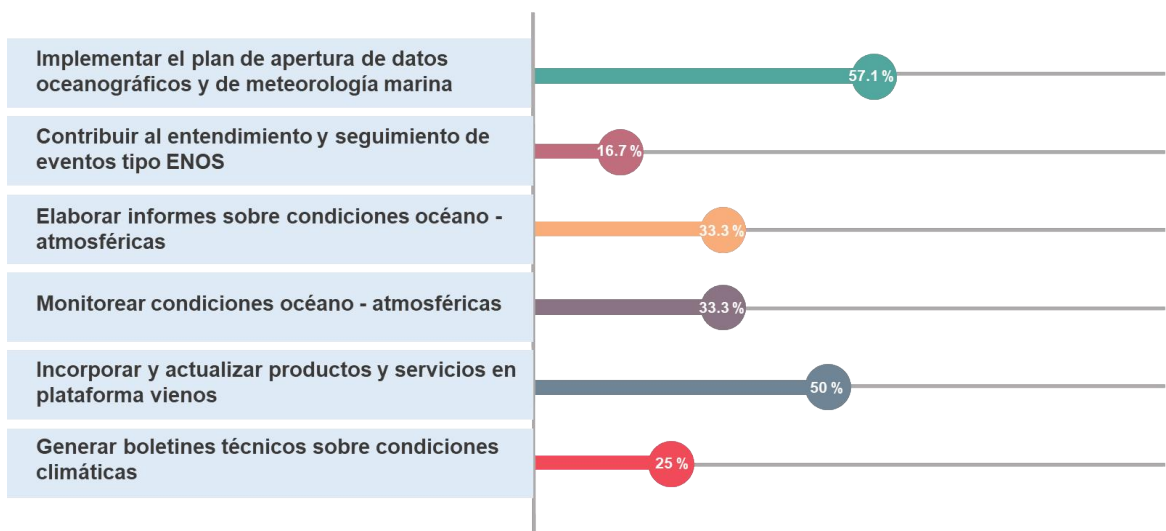 Implementar el plan de apertura de datos
oceanográficos y de meteorología marina
57.1 %
Contribuir al entendimiento y seguimiento de
eventos tipo ENOS
16.7 %
Elaborar informes sobre condiciones océano -
atmosféricas
33.3 %
Monitorear condiciones océano - atmosféricas
33.3 %
Incorporar y actualizar productos y servicios en
plataforma vienos
50 %
Generar boletines técnicos sobre condiciones
climáticas
25 %